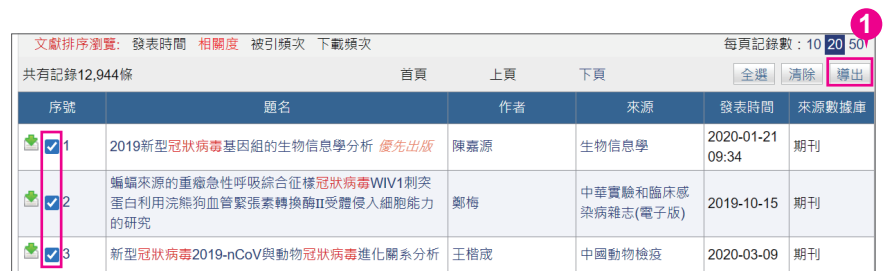 1
文獻排序瀏覽: 發表時間 相關度 被引頻次 下載頻次 每頁記錄數：10 20 50
共有記錄12,944條 首頁 上頁 下頁 全選 清除 導出
序號 題名 作者 來源 發表時間 來源數據庫
1 2019新型冠狀病毒基因組的生物信息學分析 優先出版 陳嘉源 生物信息學 2020-01-21 09:34 期刊
2 蝙蝠來源的重癥急性呼吸綜合征樣冠狀病毒WIV1刺突
蛋白利用浣熊狗血管緊張素轉換酶II受體侵入細胞能力
的研究
鄭梅
中華實驗和臨床感
染病雜志(電子版)
2019-10-15 期刊
3 新型冠狀病毒2019-nCoV與動物冠狀病毒進化關系分析 王楷宬 中國動物檢疫 2020-03-09 期刊